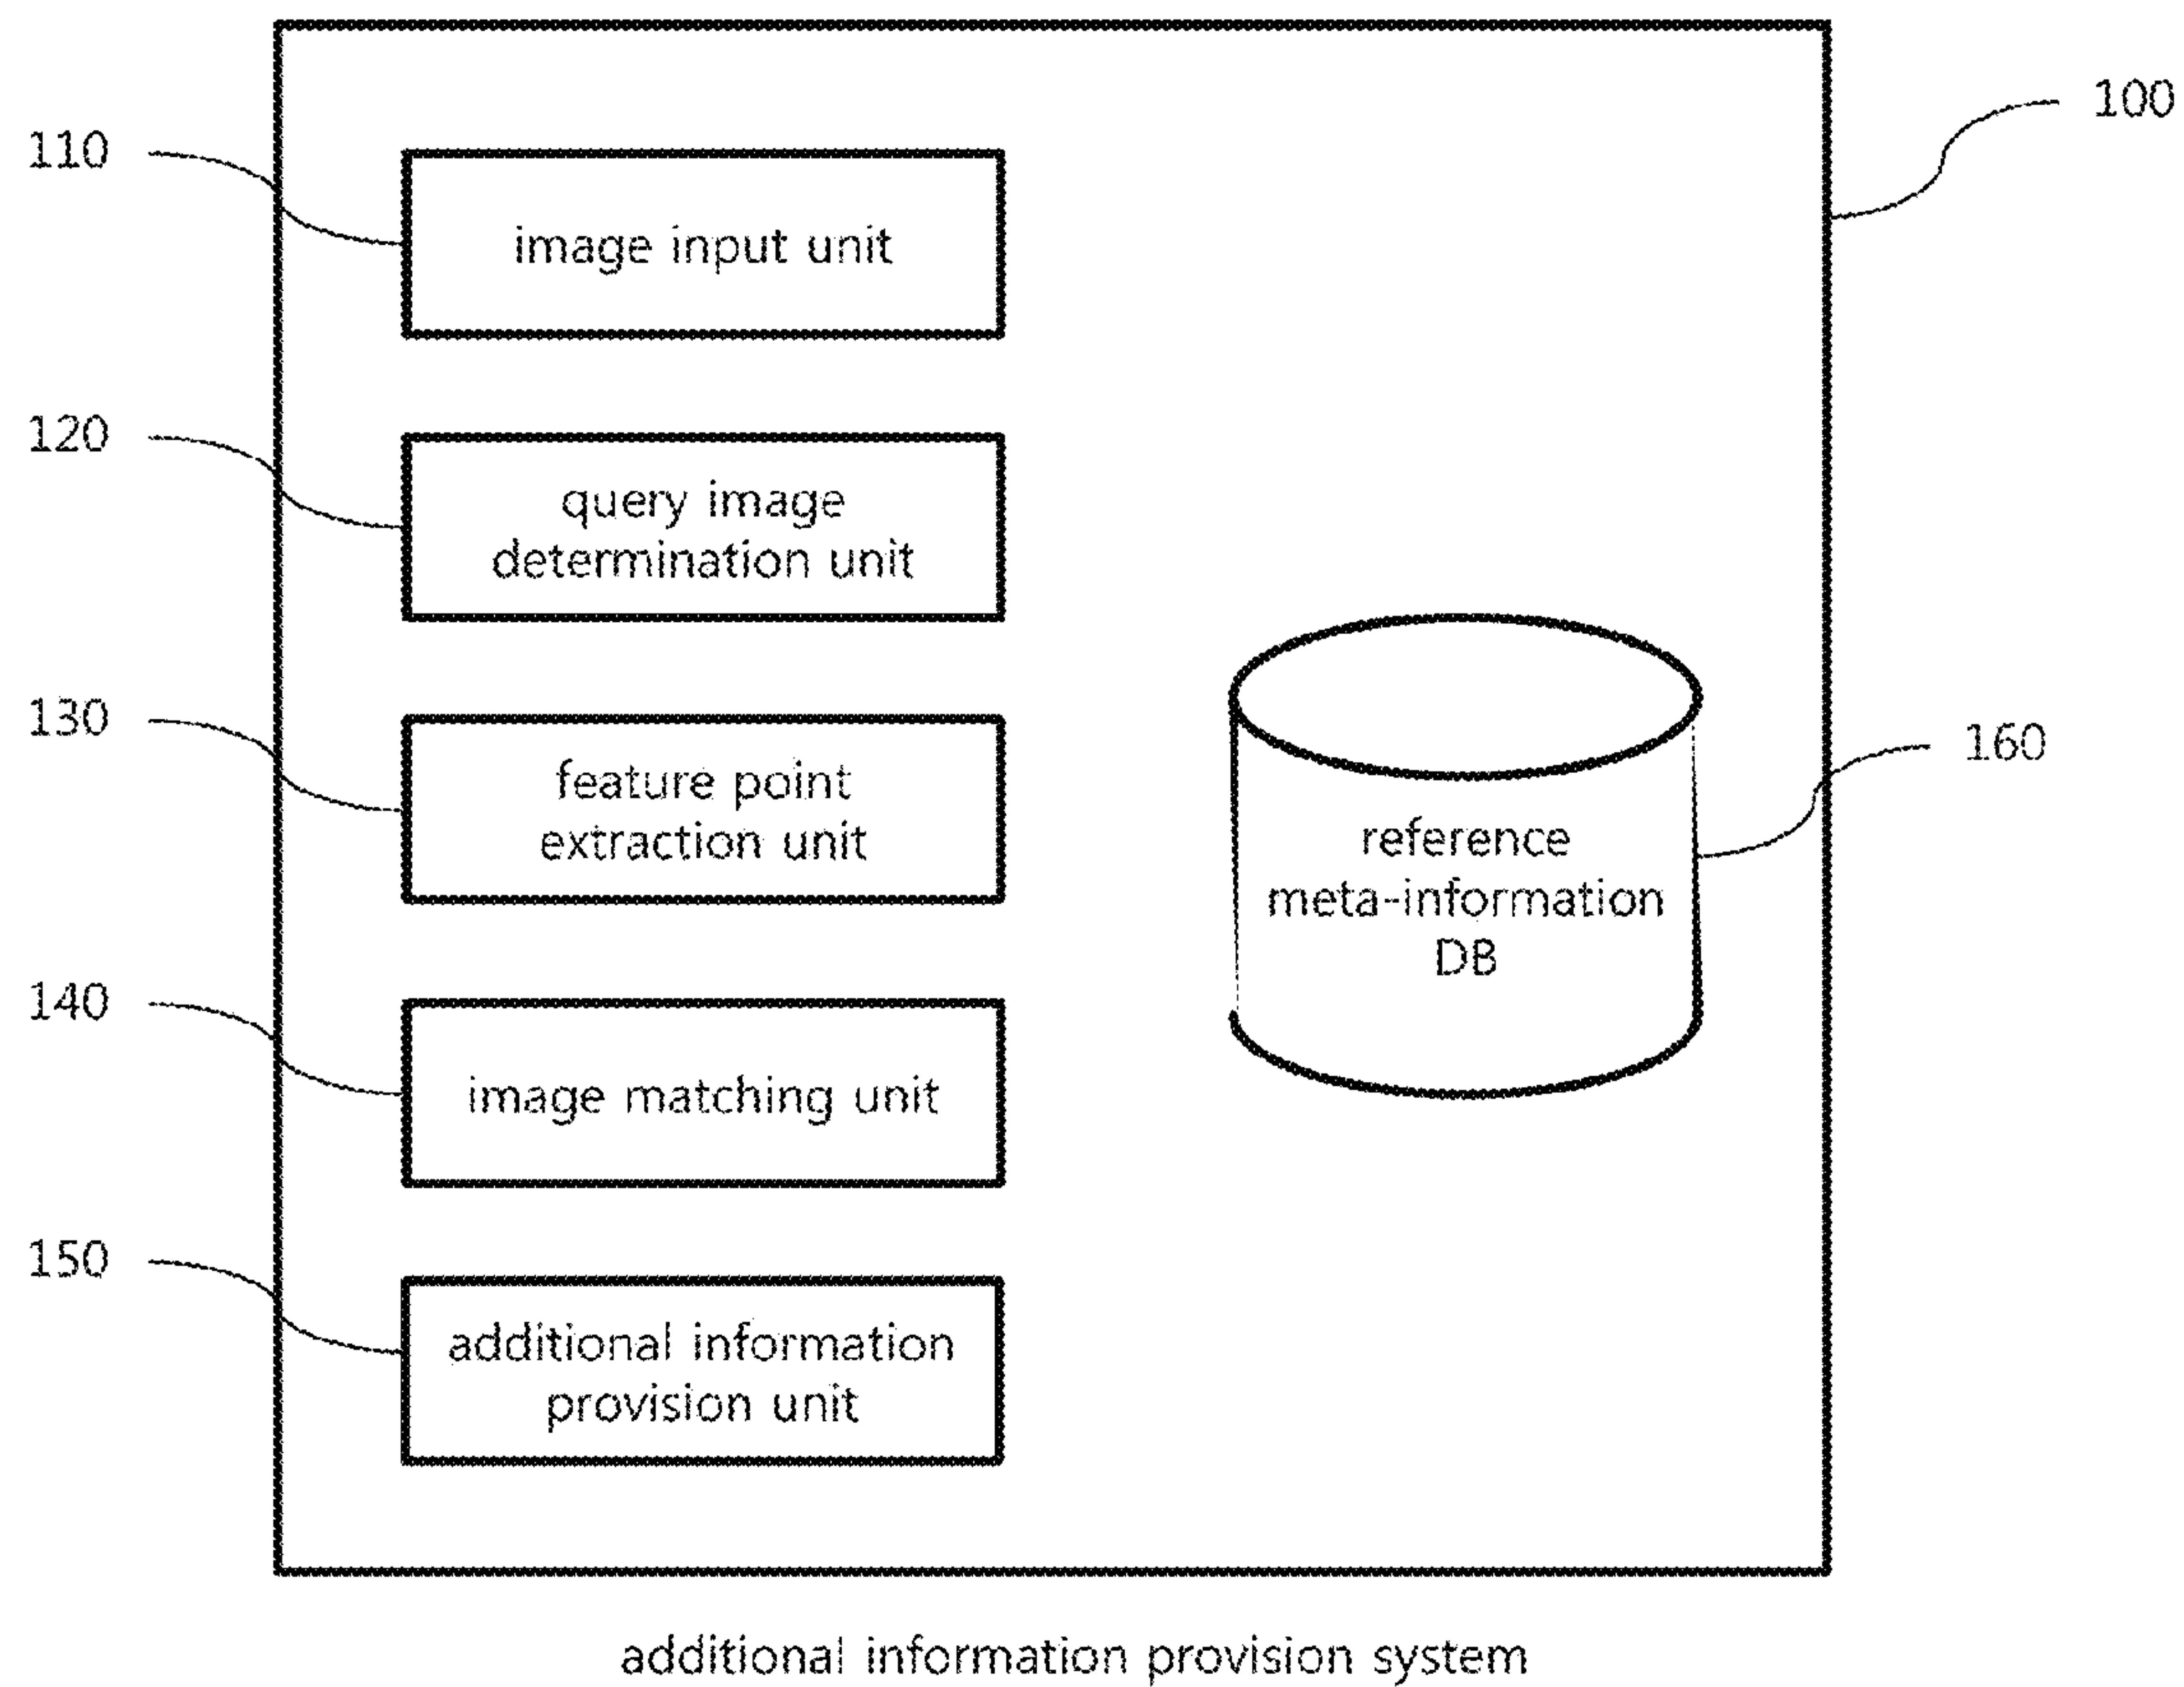 100
110
image input unit
120
query image
determination unit
130
feature point
extraction unit
160
reference
meta-information
DB
140
image matching unit
150
additional information
provision unit
additional information provision system